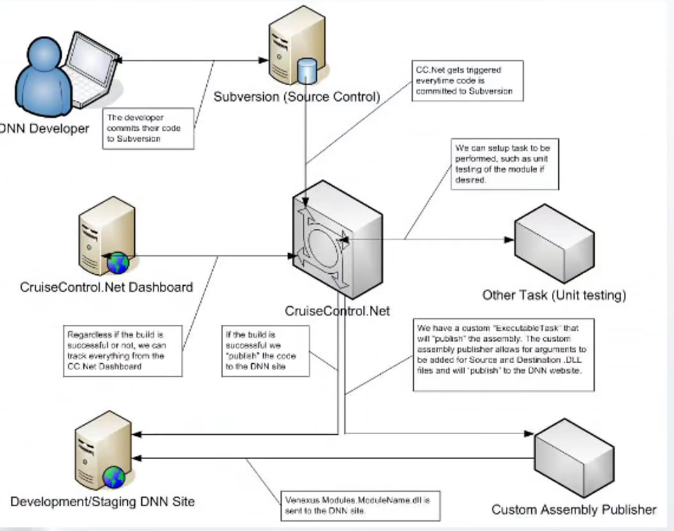 Subversion (Source Control)
CC.Net gets triggered
everytime code is
committed to Subversion
DNN Developer
The developer
commits their code
to Subversion
We can setup task to be
performed, such as unit
testing of the module if
desired.
CruiseControl.Net Dashboard
Other Task (Unit testing)
CruiseControl.Net
Regardless if the build is
successful or not, we can
track everything from the
CC.Net Dashboard
If the build is
successful we
"publish" the code
to the DNN site
We have a custom "ExecutableTask" that
will "publish" the assembly. The custom
assembly publisher allows for arguments to
be added for Source and Destination .DLL
files and will 'publish" to the DNN website.
Development/Staging DNN Site
Venexus.Modules.ModuleName.dll is
sent to the DNN site.
Custom Assembly Publisher